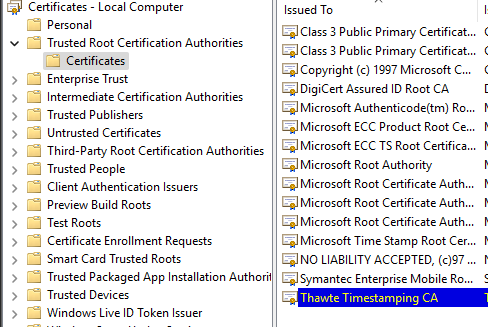 Certificates - Local Computer
Personal
Trusted Root Certification Authorities
Certificates
Enterprise Trust
Intermediate Certification Authorities
Trusted Publishers
Untrusted Certificates
Third-Party Root Certification Authorities
Trusted People
Client Authentication Issuers
Preview Build Roots
Test Roots
Certificate Enrollment Requests
Smart Card Trusted Roots
Trusted Packaged App Installation Authorit
Trusted Devices
Windows Live ID Token Issuer
Issued To
Class 3 Public Primary Certificat...
Class 3 Public Primary Certificat...
Copyright (c) 1997 Microsoft C...
DigiCert Assured ID Root CA
Microsoft Authenticode(tm) Ro...
Microsoft ECC Product Root Ce...
Microsoft ECC TS Root Certifica...
Microsoft Root Authority
Microsoft Root Certificate Auth...
Microsoft Root Certificate Auth...
Microsoft Root Certificate Auth...
Microsoft Time Stamp Root Cer...
NO LIABILITY ACCEPTED, (c)97 ...
Symantec Enterprise Mobile Ro...
Thawte Timestamping CA